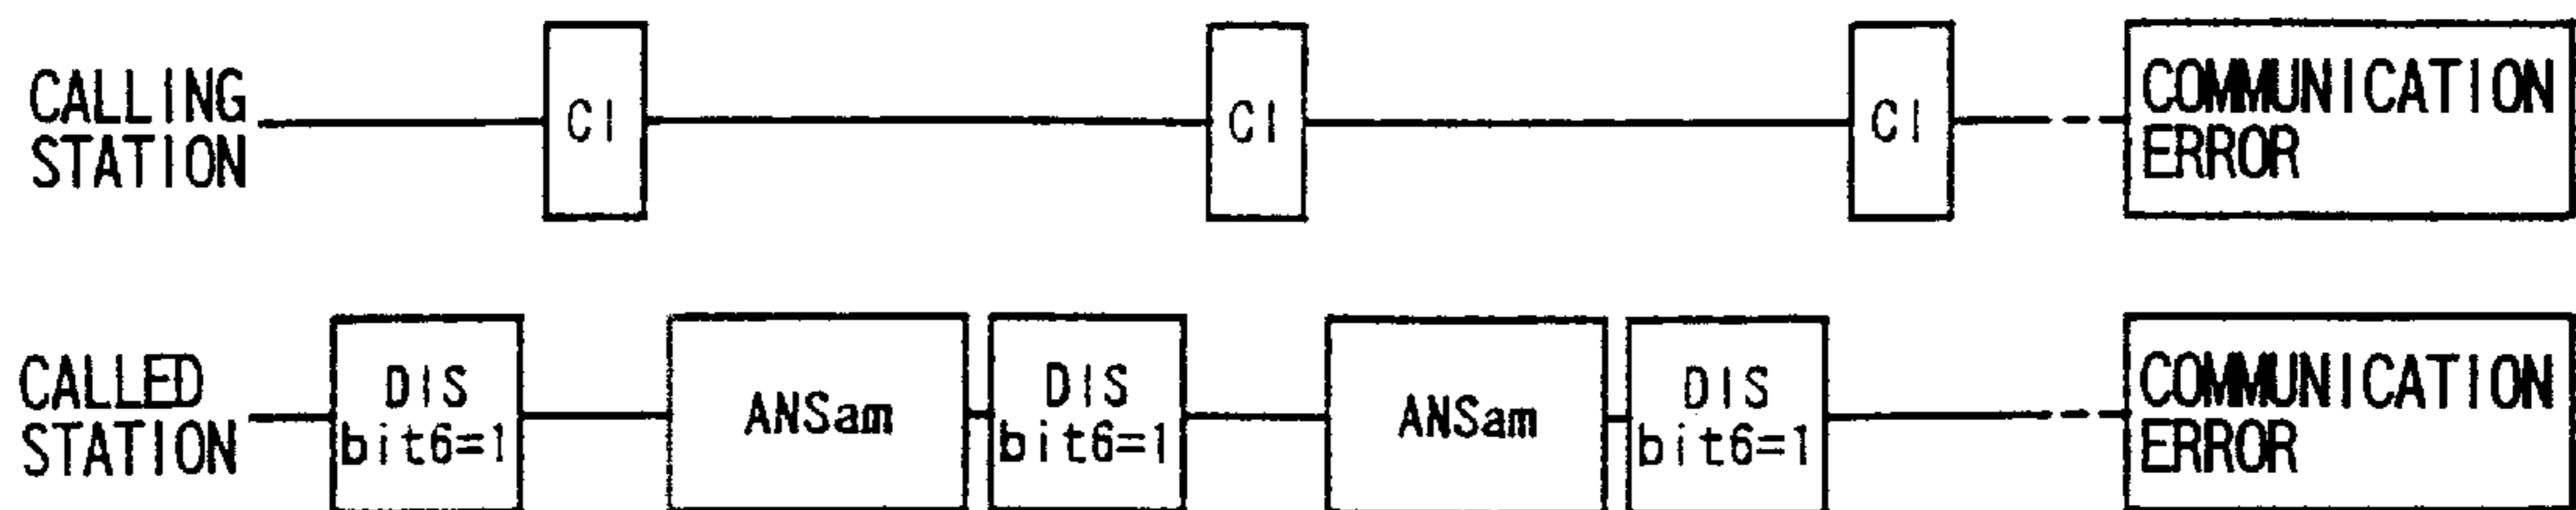 CALLING
STATION
CI
CI
CI
COMMUNICATION
ERROR
CALLED
STATION
DIS
bit6=1
ANSam
DIS
bit6=1
ANSam
DIS
bit6=1
COMMUNICATION
ERROR